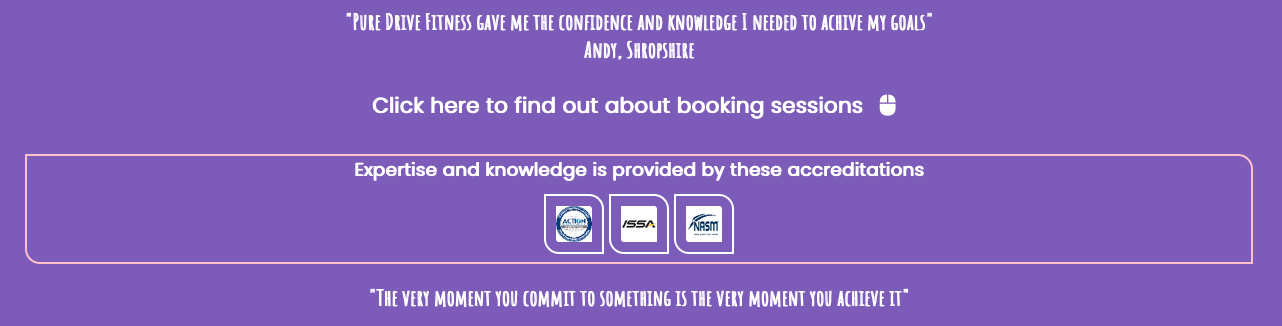 "Pure Drive Fitness gave me the confidence and knowledge I needed to achive my goals"
Andy, Shropshire
Click here to find out about booking sessions
Expertise and knowledge is provided by these accreditations
ACTION
ISSA
NASM
"The very moment you commit to something is the very moment you achieve it"